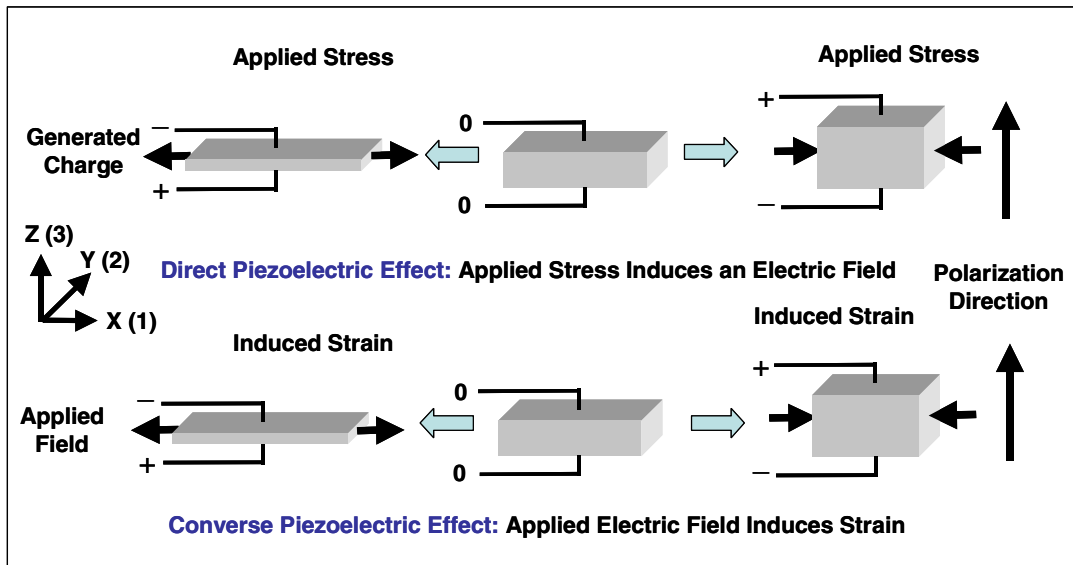 Applied Stress
Applied Stress
−
+
0
0
+
−
Generated
Charge
Z (3)
Y (2)
X (1)
Direct Piezoelectric Effect: Applied Stress Induces an Electric Field
Polarization
Direction
Induced Strain
Induced Strain
−
+
0
0
+
−
Applied
Field
Converse Piezoelectric Effect: Applied Electric Field Induces Strain